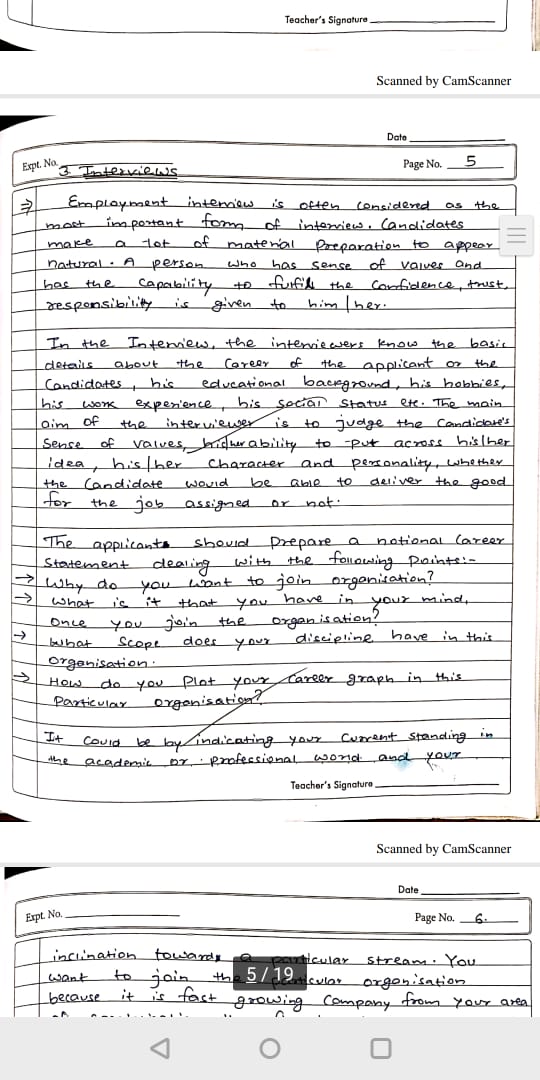 Teacher's Signature
Scanned by CamScanner
Date
Expt. No. 3. Interviews
Page No. 5
⇒ Employment interview is often considered as the
most important form of interview. Candidates
make a lot of material preparation to appear
natural. A person who has sense of values and
has the capability to fulfill the confidence, trust,
responsibility is given to him/her.
In the Interview, the interviewers know the basic
details about the career of the applicant or the
Candidates, his educational background, his hobbies,
his work experience, his social status etc. The main
aim of the interviewer is to judge the candidate's
sense of values, his/her ability to put across his/her
idea, his/her character and personality, whether
the candidate would be able to deliver the good
for the job assigned or not.
The applicants should prepare a notional career
statement dealing with the following points:-
→ Why do you want to join organisation?
→ What is it that you have in your mind,
once you join the organisation?
→ What scope does your discipline have in this
organisation.
→ How do you plot your career graph in this
particular organisation?
It could be by indicating your current standing in
the academic or professional world and your
Teacher's Signature
Scanned by CamScanner
Date
Expt. No.
Page No. 6.
inclination towards a particular stream. You
want to join the particular organisation
5/19
because it is fast growing company from your area